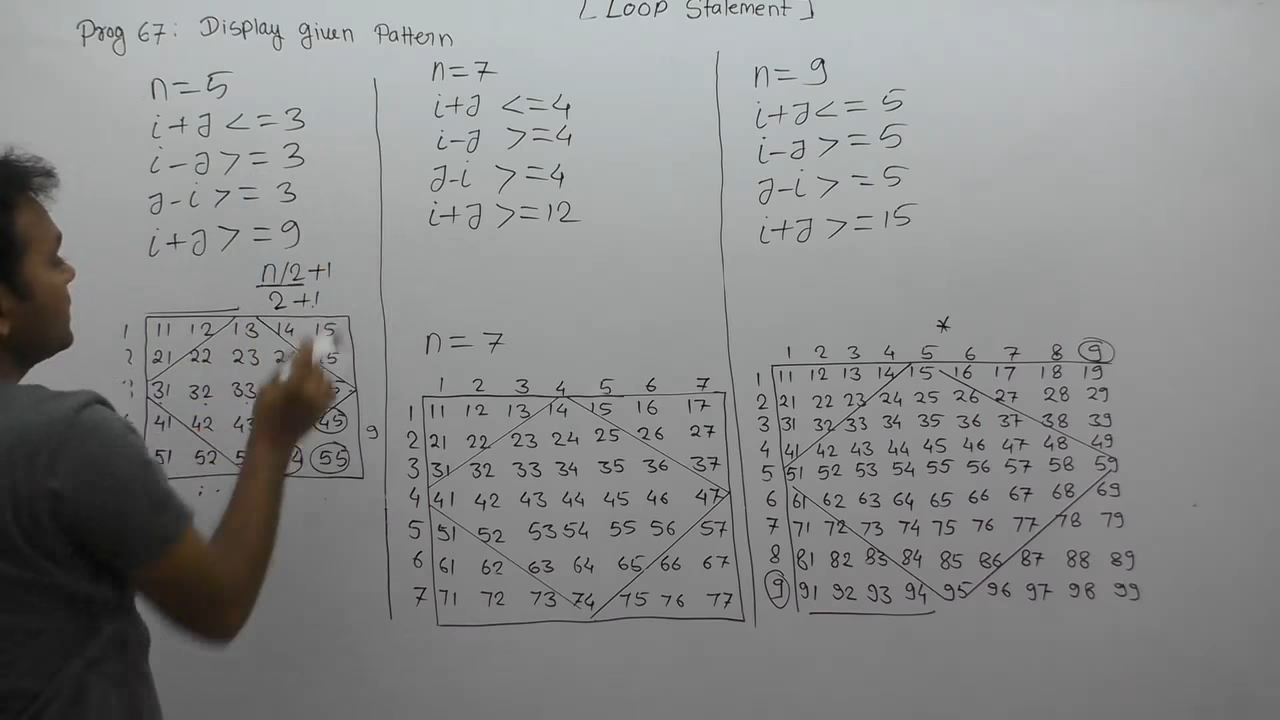 [ Loop Statement ]
Prog 67: Display given Pattern
n=5
i+j <= 3
i-j >= 3
j-i >= 3
i+j >= 9
n/2+1
2+1
1 11 12 13 14 15
2 21 22 23 25
31 32 33
41 42 45
51 52 55
9
n=7
i+j <=4
i-j >=4
j-i >=4
i+j >=12
n = 7
1 2 3 4 5 6 7
1 11 12 13 14 15 16 17
2 21 22 23 24 25 26 27
3 31 32 33 34 35 36 37
4 41 42 43 44 45 46 47
5 51 52 53 54 55 56 57
6 61 62 63 64 65 66 67
7 71 72 73 74 75 76 77
n=9
i+j <= 5
i-j >= 5
j-i >= 5
i+j >=15
*
1 2 3 4 5 6 7 8 9
1 11 12 13 14 15 16 17 18 19
2 21 22 23 24 25 26 27 28 29
3 31 32 33 34 35 36 37 38 39
4 41 42 43 44 45 46 47 48 49
5 51 52 53 54 55 56 57 58 59
6 61 62 63 64 65 66 67 68 69
7 71 72 73 74 75 76 77 78 79
8 81 82 83 84 85 86 87 88 89
9 91 92 93 94 95 96 97 98 99